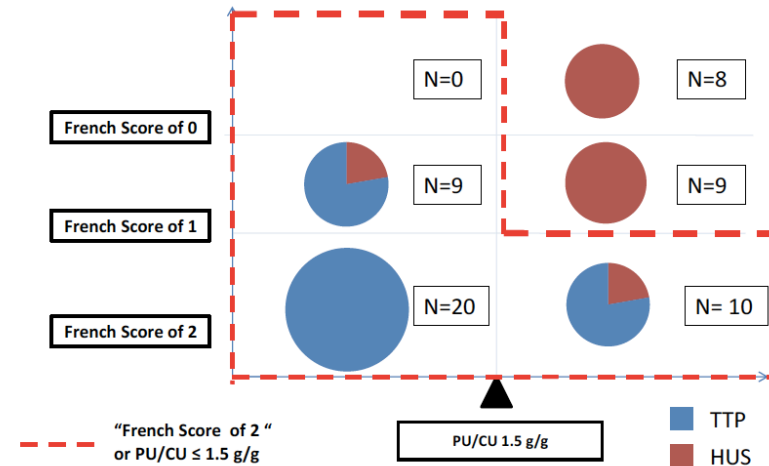 N=0
N=8
French Score of 0
N=9
N=9
French Score of 1
N=20
N= 10
French Score of 2
"French Score of 2 "
or PU/CU ≤ 1.5 g/g
PU/CU 1.5 g/g
TTP
HUS